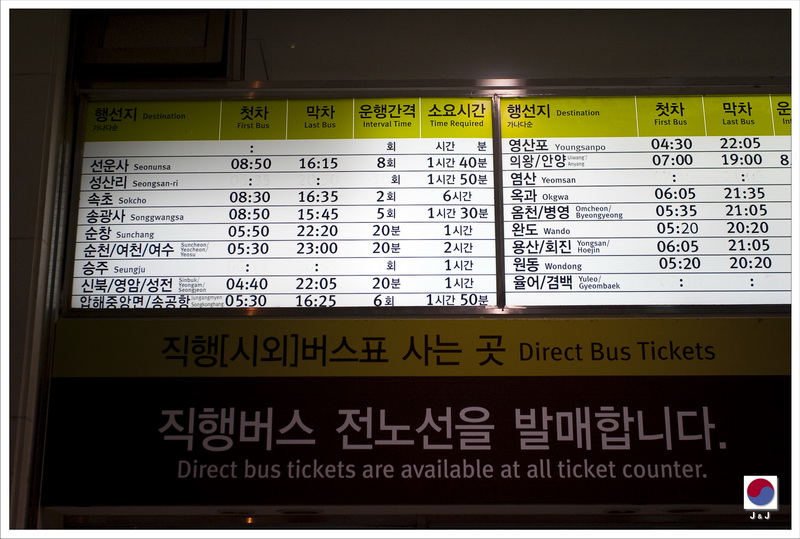 행선지 Destination 첫차 막차 운행간격 소요시간
가나다순 First Bus Last Bus Interval Time Time Required
: 회 시간 분
선운사 Seonunsa 08:50 16:15 8회 1시간 40분
성산리 Seongsan-ri 회 1시간 50분
속초 Sokcho 08:30 16:35 2회 6시간
송광사 Songgwangsa 08:50 15:45 5회 1시간 30분
순창 Sunchang 05:50 22:20 20분 1시간
순천/여천/여수 Suncheon/Yeocheon/Yeosu 05:30 23:00 20분 2시간
승주 Seungju : : 회 1시간
신북/영암/성전 Sinbuk/Yeongam/Seongjeon 04:40 22:05 20분 1시간
압해중앙면/송공항 05:30 16:25 6회 1시간 50분
행선지 Destination 첫차 막차 운
가나다순 First Bus Last Bus
영산포 Youngsanpo 04:30 22:05
의왕/안양 Uiwang/Anyang 07:00 19:00 8
염산 Yeomsan : :
옥과 Okgwa 06:05 21:35
옴천/병영 Omcheon/Byeongyeong 05:35 21:05
완도 Wando 05:20 20:20
용산/회진 Yongsan/Hoejin 06:05 21:05
원동 Wondong 05:20 20:20
율어/겸백 Yuleo/Gyeombaek : :
직행[시외]버스표 사는 곳 Direct Bus Tickets
직행버스 전노선을 발매합니다.
Direct bus tickets are available at all ticket counter.
J & J